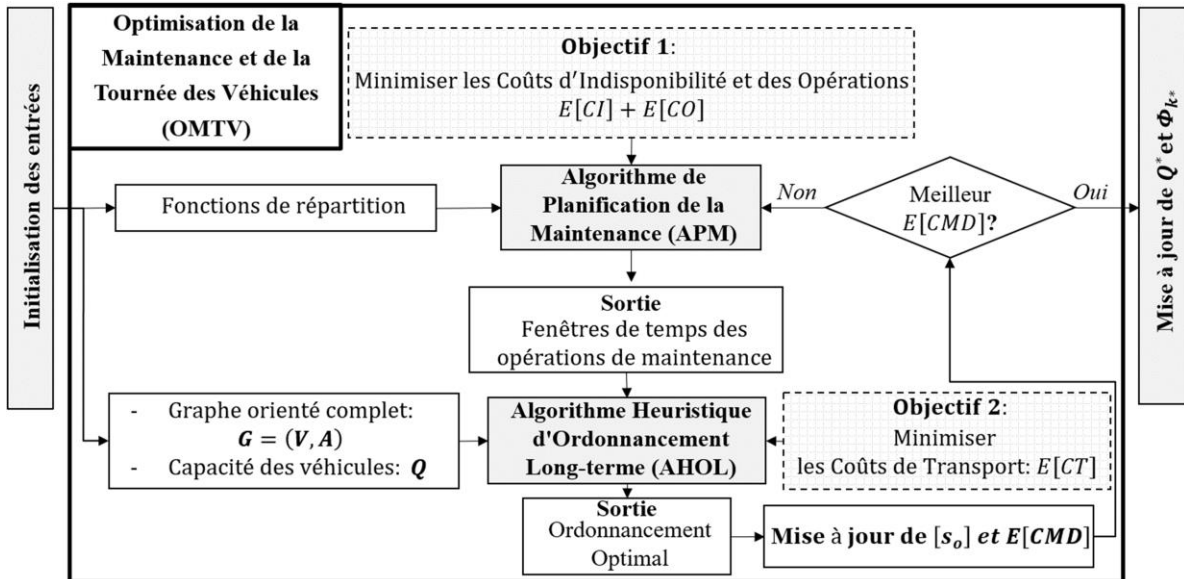 Initialisation des entrées
Optimisation de la
Maintenance et de la
Tournée des Véhicules
(OMTV)
Objectif 1:
Minimiser les Coûts d'Indisponibilité et des Opérations
E[CI] + E[CO]
Fonctions de répartition
Algorithme de
Planification de la
Maintenance (APM)
Non
Meilleur
E[CMD]?
Oui
Sortie
Fenêtres de temps des
opérations de maintenance
- Graphe orienté complet:
G = (V, A)
- Capacité des véhicules: Q
Algorithme Heuristique
d'Ordonnancement
Long-terme (AHOL)
Objectif 2:
Minimiser
les Coûts de Transport: E[CT]
Sortie
Ordonnancement
Optimal
Mise à jour de [s_o] et E[CMD]
Mise à jour de Q* et Φ_k*